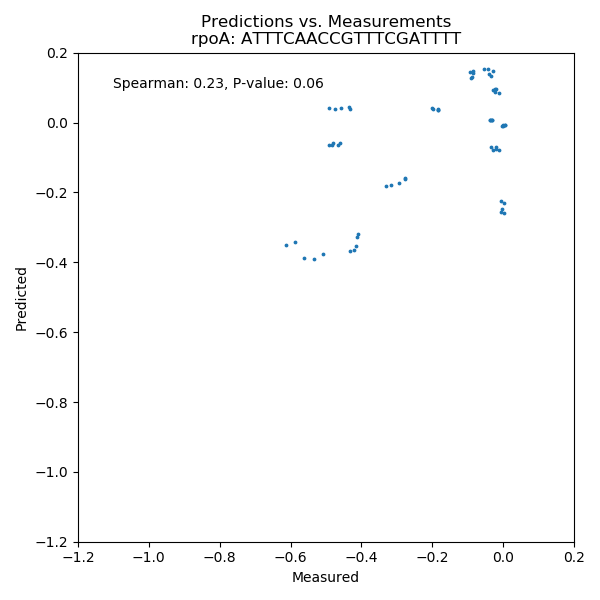 Predictions vs. Measurements
rpoA: ATTTCAACCGTTTCGATTTT
Spearman: 0.23, P-value: 0.06
0.2
0.0
−0.2
−0.4
−0.6
−0.8
−1.0
−1.2
Predicted
−1.2 −1.0 −0.8 −0.6 −0.4 −0.2 0.0 0.2
Measured